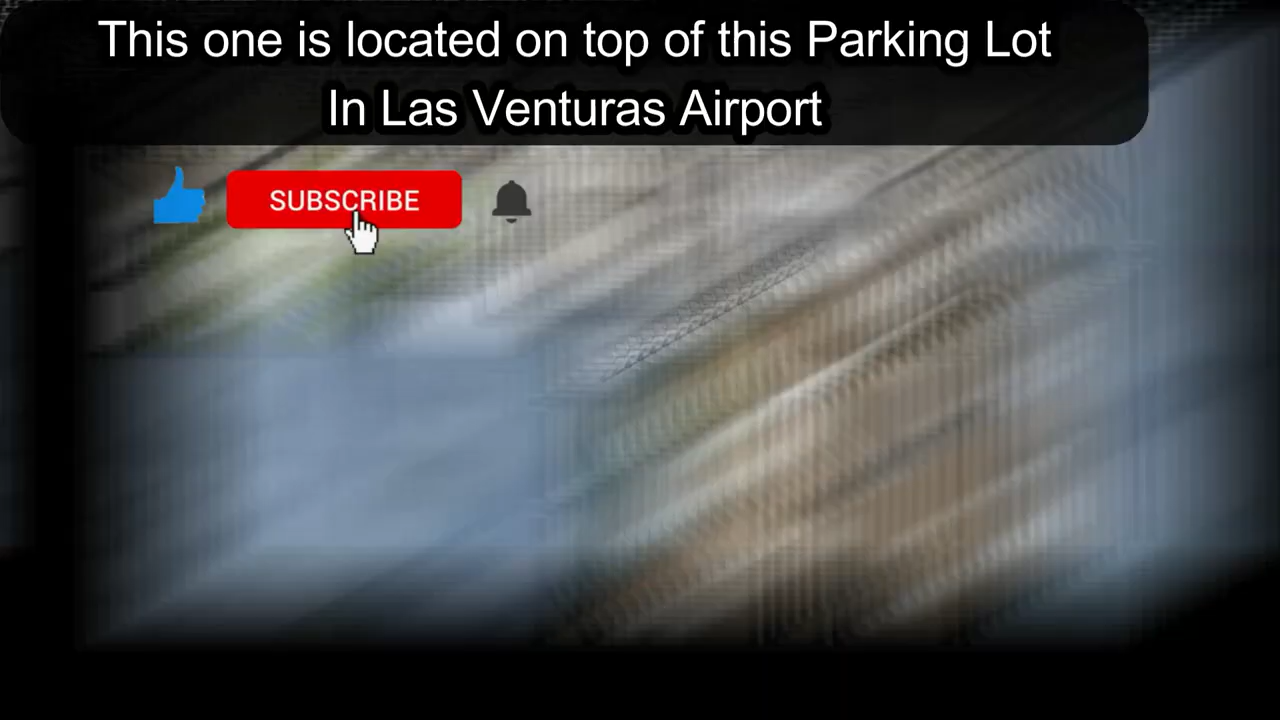 This one is located on top of this Parking Lot
In Las Venturas Airport
SUBSCRIBE